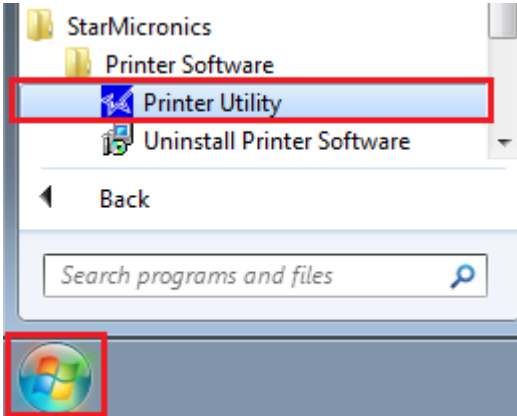 StarMicronics
Printer Software
Printer Utility
Uninstall Printer Software
Back
Search programs and files